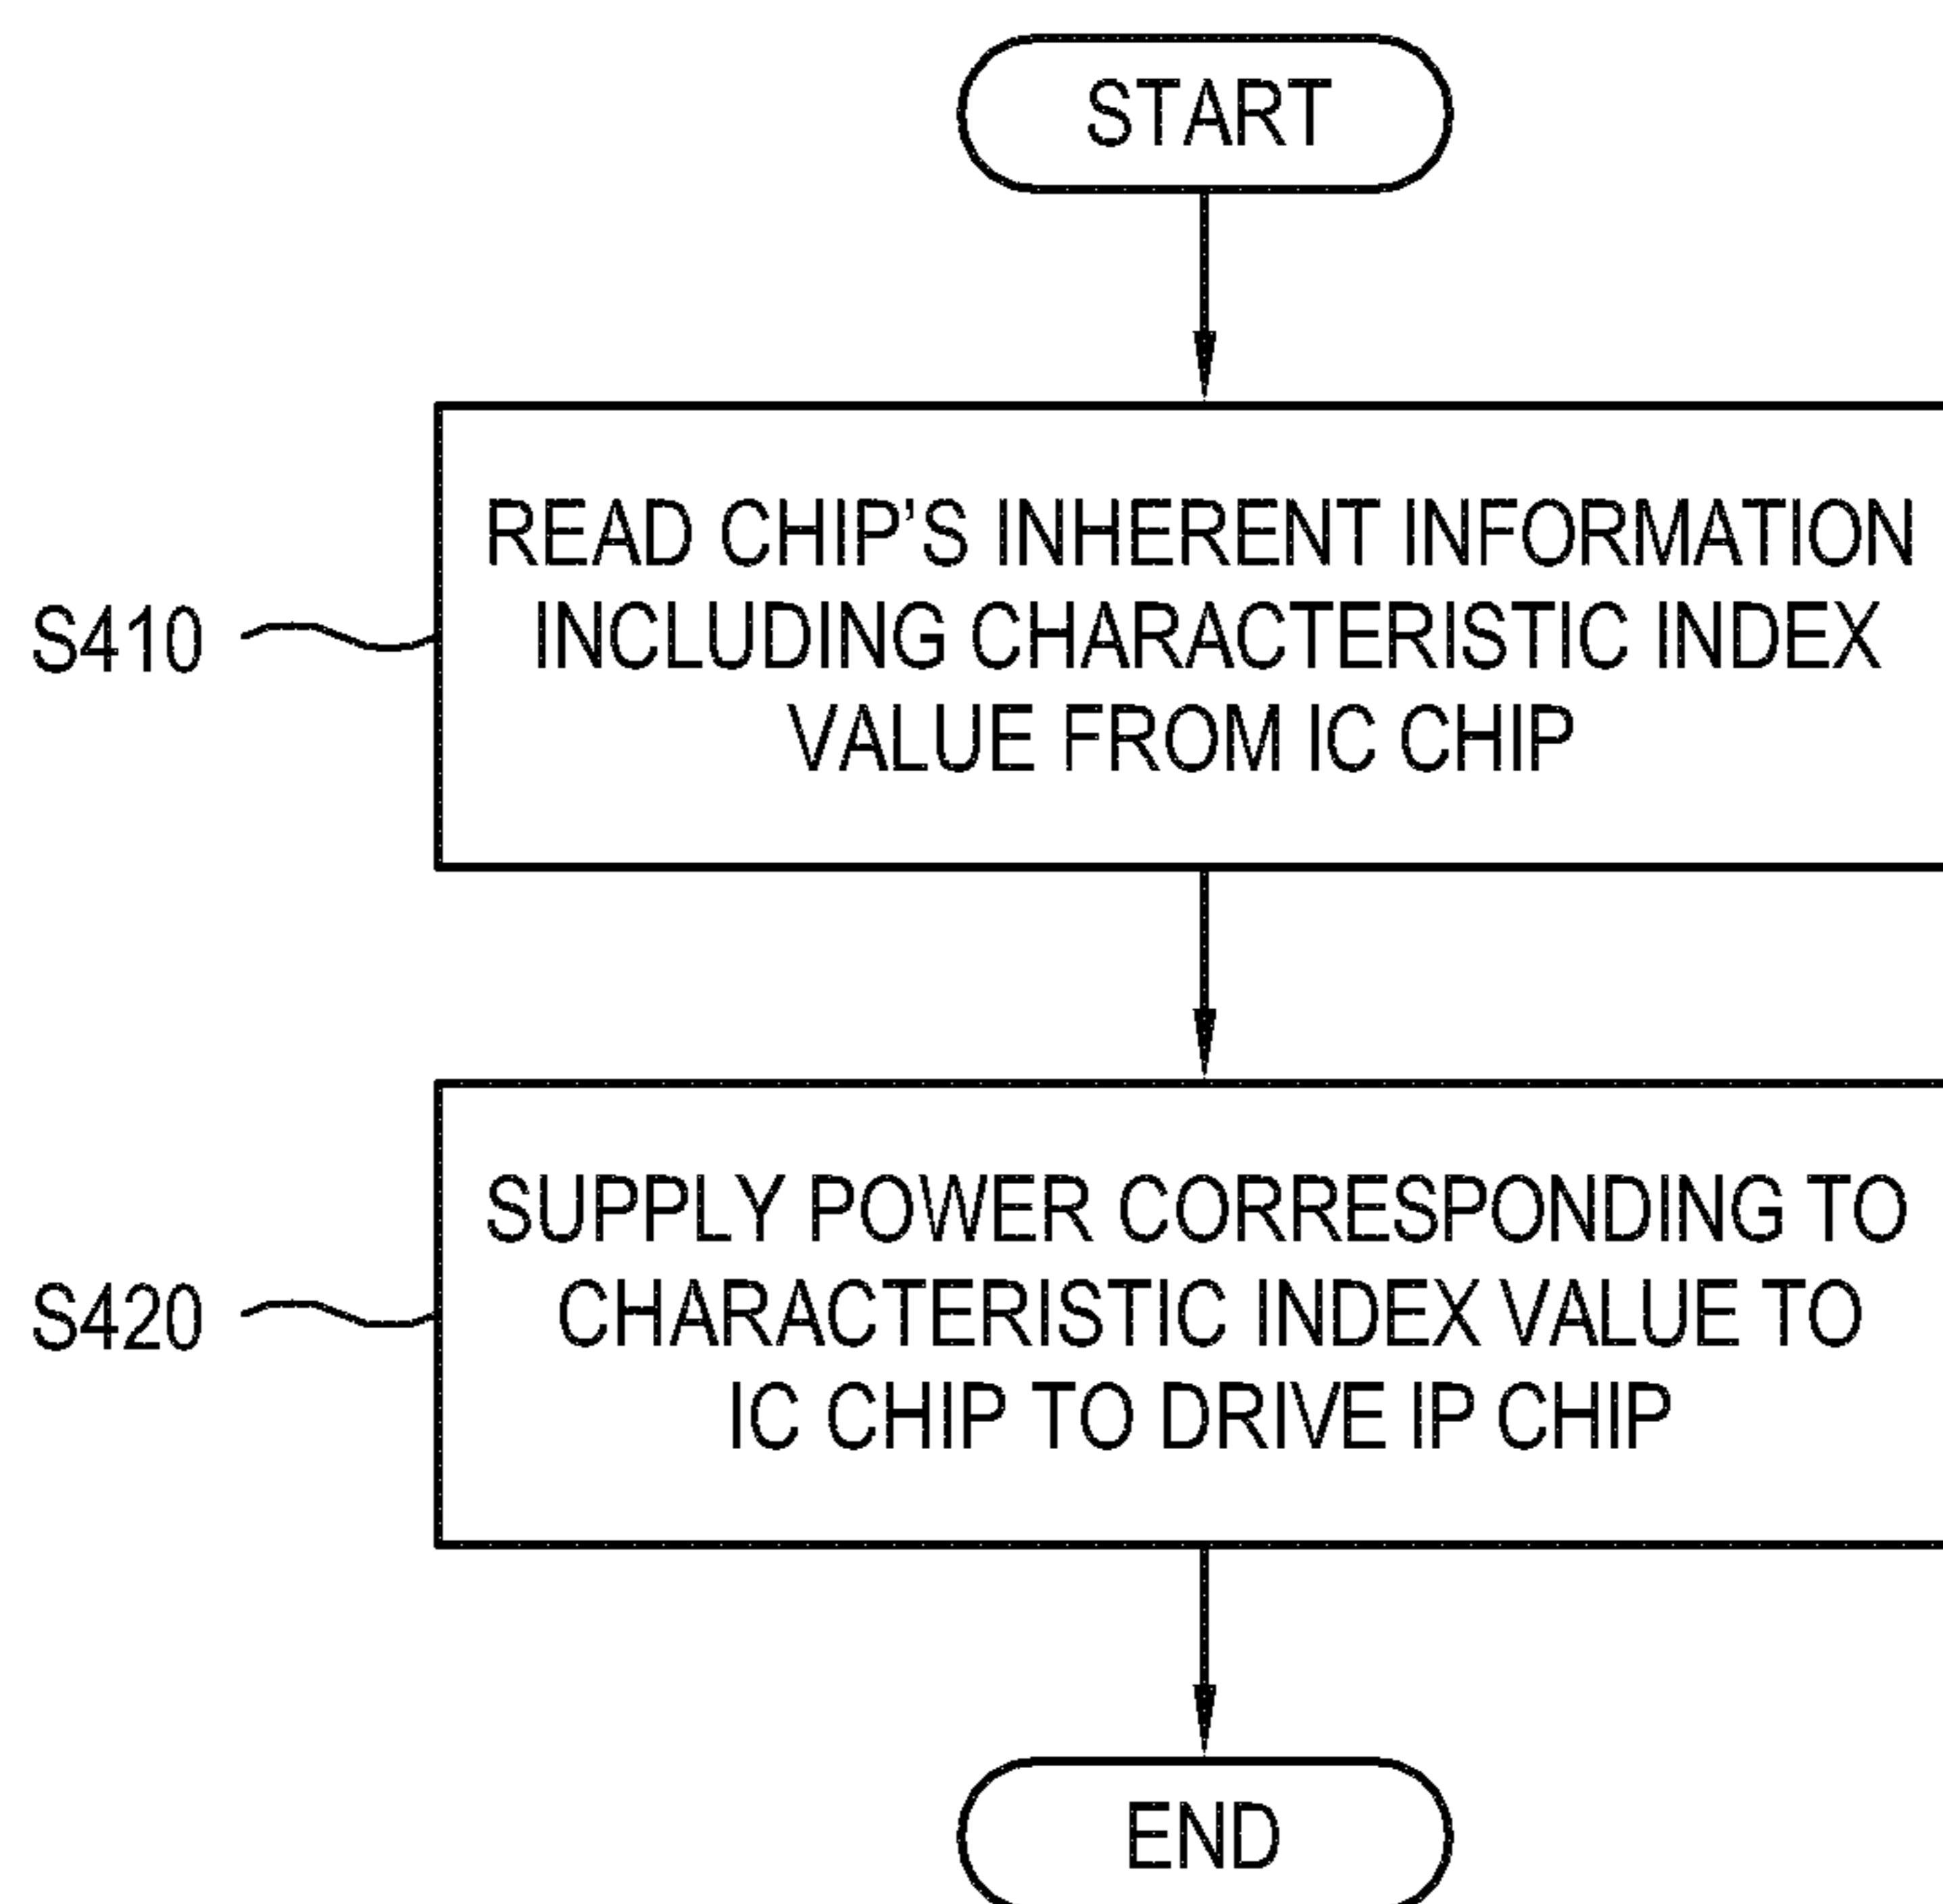 START
READ CHIP’S INHERENT INFORMATION
INCLUDING CHARACTERISTIC INDEX
VALUE FROM IC CHIP
S410
SUPPLY POWER CORRESPONDING TO
CHARACTERISTIC INDEX VALUE TO
IC CHIP TO DRIVE IP CHIP
S420
END